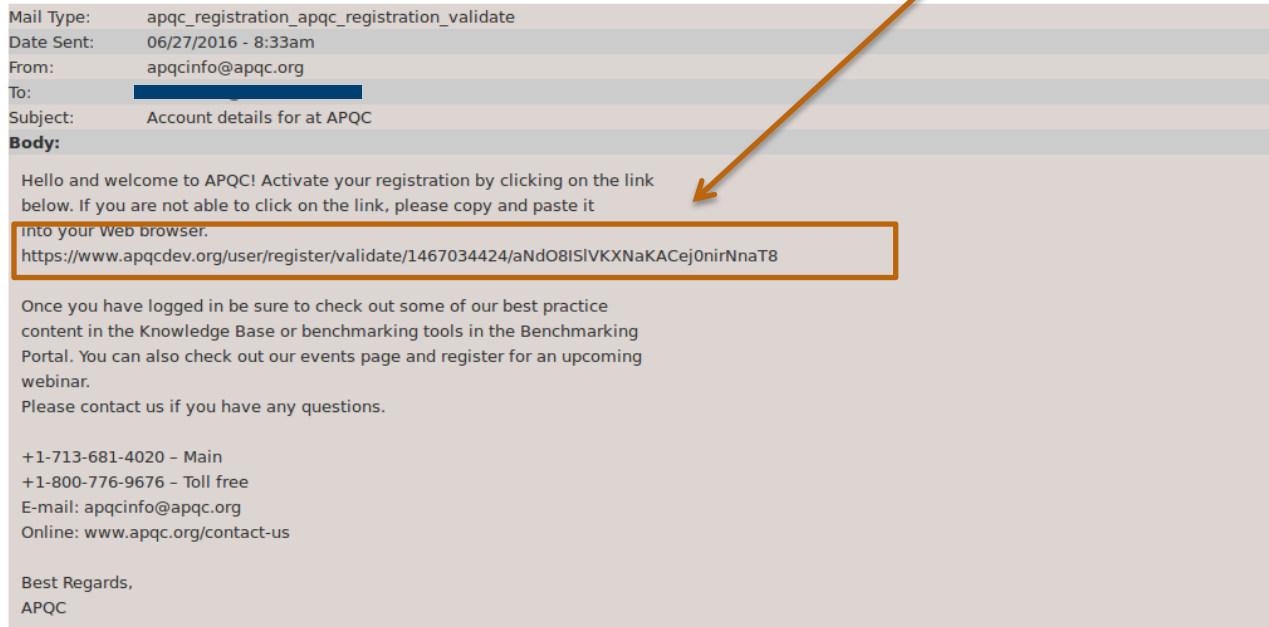 Mail Type: apqc_registration_apqc_registration_validate
Date Sent: 06/27/2016 - 8:33am
From: apqcinfo@apqc.org
To:
Subject: Account details for at APQC
Body:
Hello and welcome to APQC! Activate your registration by clicking on the link
below. If you are not able to click on the link, please copy and paste it
into your Web browser.
https://www.apqcdev.org/user/register/validate/1467034424/aNdO8ISlVKXNaKACej0nirNnaT8
Once you have logged in be sure to check out some of our best practice
content in the Knowledge Base or benchmarking tools in the Benchmarking
Portal. You can also check out our events page and register for an upcoming
webinar.
Please contact us if you have any questions.
+1-713-681-4020 – Main
+1-800-776-9676 – Toll free
E-mail: apqcinfo@apqc.org
Online: www.apqc.org/contact-us
Best Regards,
APQC